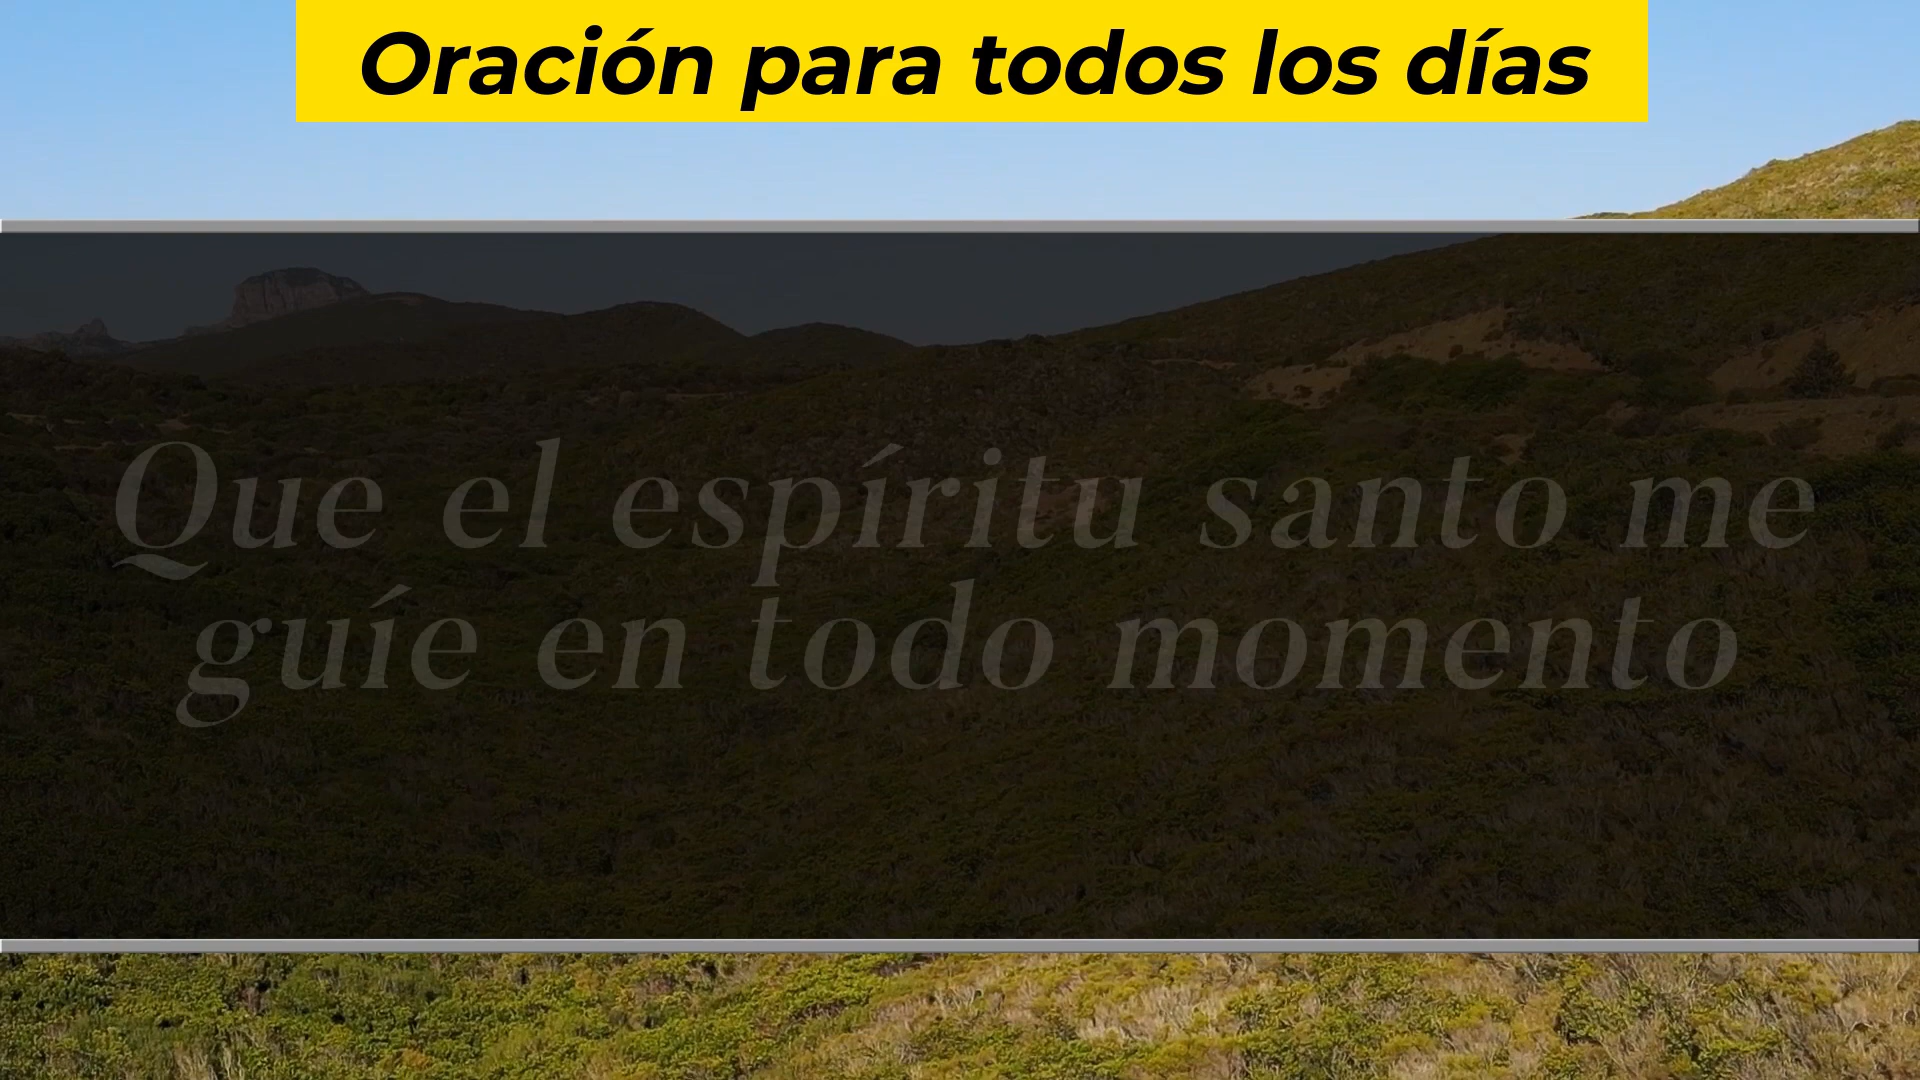 Oración para todos los días
Que el espíritu santo me
guíe en todo momento